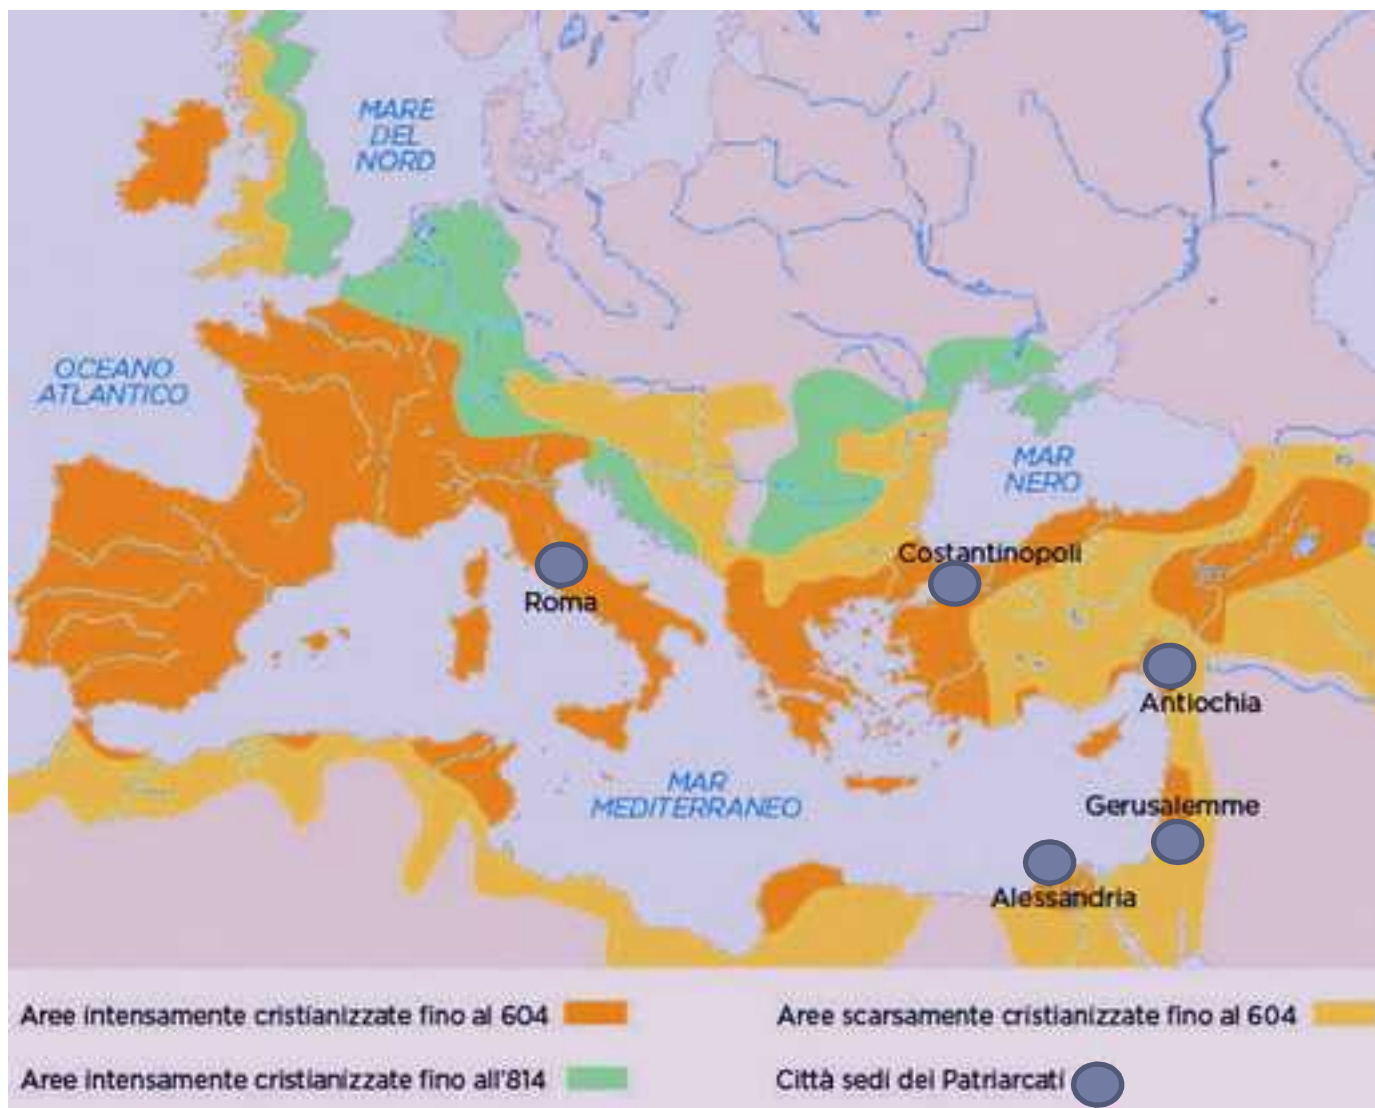 MARE
DEL
NORD
OCEANO
ATLANTICO
MAR
NERO
Costantinopoli
Roma
Antiochia
MAR
MEDITERRANEO
Gerusalemme
Alessandria
Aree intensamente cristianizzate fino al 604
Aree scarsamente cristianizzate fino al 604
Aree intensamente cristianizzate fino all'814
Città sedi dei Patriarcati